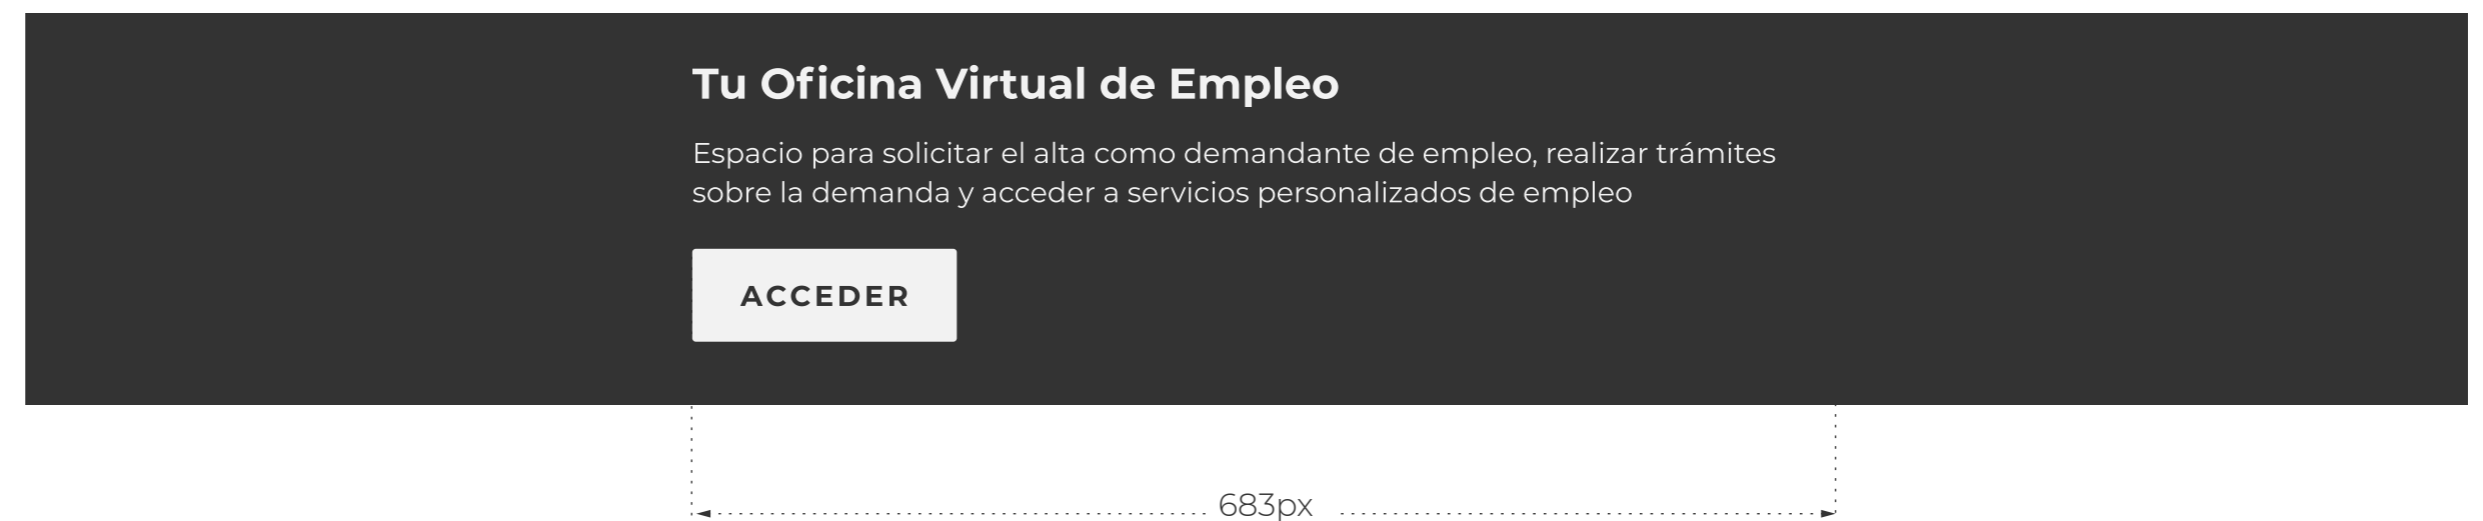 Tu Oficina Virtual de Empleo
Espacio para solicitar el alta como demandante de empleo, realizar trámites
sobre la demanda y acceder a servicios personalizados de empleo
ACCEDER
683px